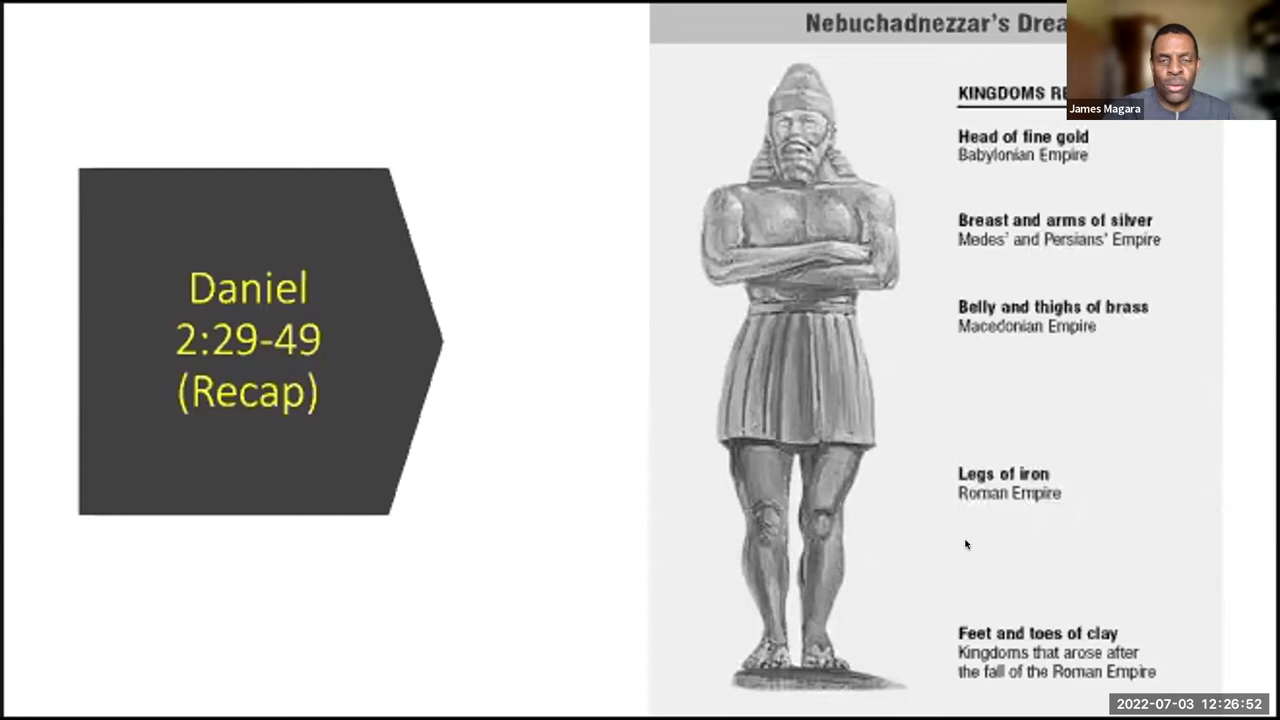 Daniel
2:29-49
(Recap)
Nebuchadnezzar's
KINGDOMS
James Magara
Head of fine gold
Babylonian Empire
Breast and arms of silver
Medes' and Persians' Empire
Belly and thighs of brass
Macedonian Empire
Legs of iron
Roman Empire
Feet and toes of clay
Kingdoms that arose after
the fall of the Roman Empire
2022-07-03 12:26:52